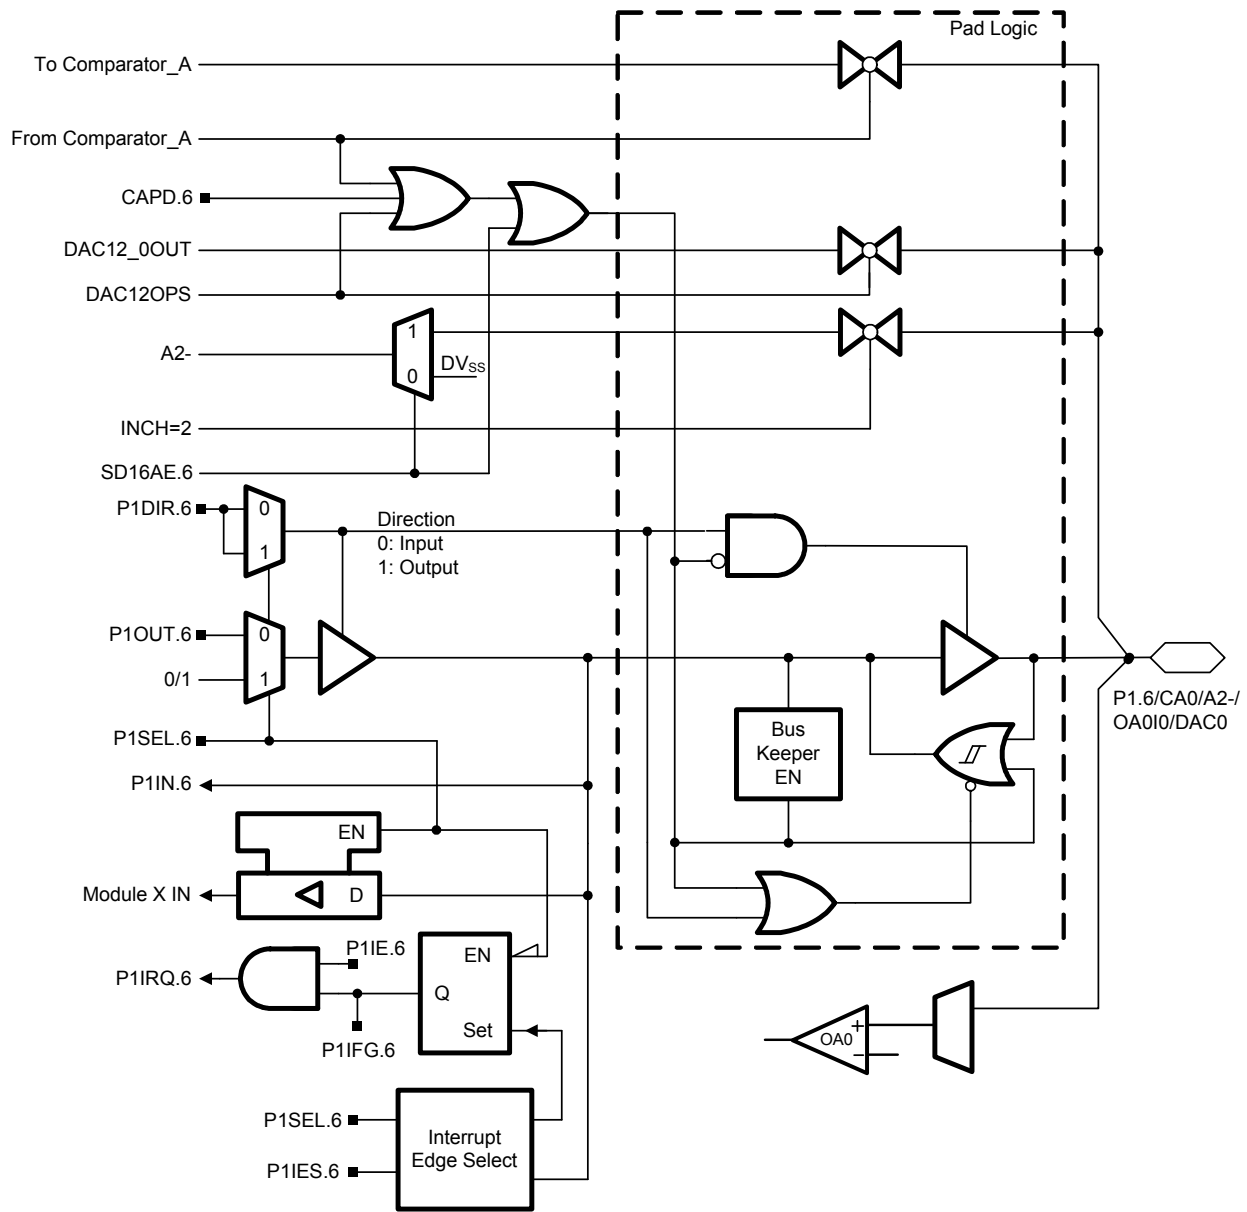 Pad Logic
To Comparator_A
From Comparator_A
CAPD.6
DAC12_0OUT
DAC12OPS
1
A2-
0
DVSS
INCH=2
SD16AE.6
P1DIR.6
0
1
Direction
0: Input
1: Output
P1OUT.6
0
0/1
1
P1.6/CA0/A2-/
OA0I0/DAC0
P1SEL.6
Bus
Keeper
EN
P1IN.6
EN
Module X IN
D
P1IE.6
EN
P1IRQ.6
Q
Set
P1IFG.6
OA0
+
−
P1SEL.6
Interrupt
Edge Select
P1IES.6